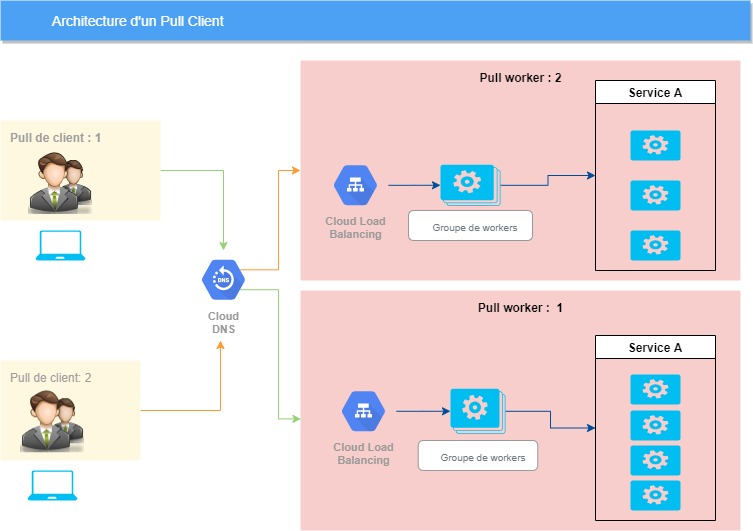 Architecture d'un Pull Client
Pull worker : 2
Service A
Pull de client : 1
Cloud Load
Balancing
Groupe de workers
DNS
Cloud
DNS
Pull worker :  1
Service A
Pull de client: 2
Cloud Load
Balancing
Groupe de workers